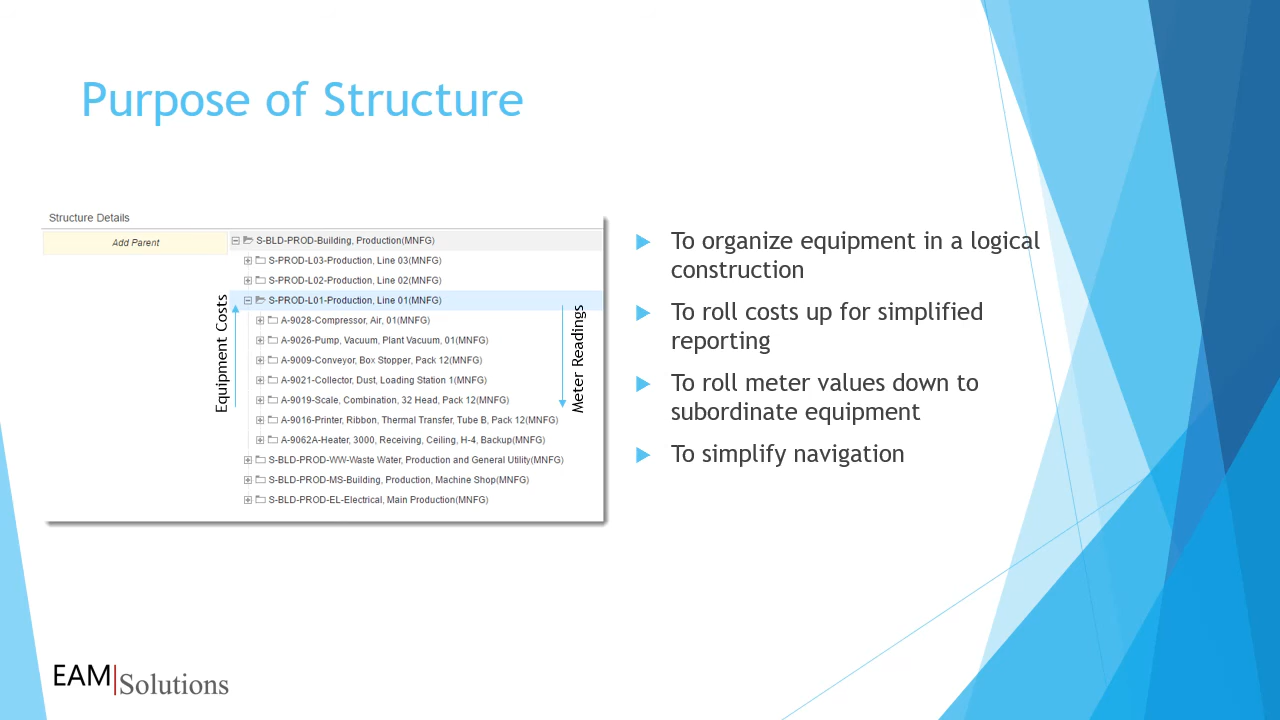 Purpose of Structure
Structure Details
Add Parent
S-BLD-PROD-Building, Production(MNFG)
S-PROD-L03-Production, Line 03(MNFG)
S-PROD-L02-Production, Line 02(MNFG)
S-PROD-L01-Production, Line 01(MNFG)
A-9028-Compressor, Air, 01(MNFG)
A-9026-Pump, Vacuum, Plant Vacuum, 01(MNFG)
A-9009-Conveyor, Box Stopper, Pack 12(MNFG)
A-9021-Collector, Dust, Loading Station 1(MNFG)
A-9019-Scale, Combination, 32 Head, Pack 12(MNFG)
A-9016-Printer, Ribbon, Thermal Transfer, Tube B, Pack 12(MNFG)
A-9062A-Heater, 3000, Receiving, Ceiling, H-4, Backup(MNFG)
S-BLD-PROD-WW-Waste Water, Production and General Utility(MNFG)
S-BLD-PROD-MS-Building, Production, Machine Shop(MNFG)
S-BLD-PROD-EL-Electrical, Main Production(MNFG)
Equipment Costs
Meter Readings
To organize equipment in a logical
construction
To roll costs up for simplified
reporting
To roll meter values down to
subordinate equipment
To simplify navigation
EAM|Solutions